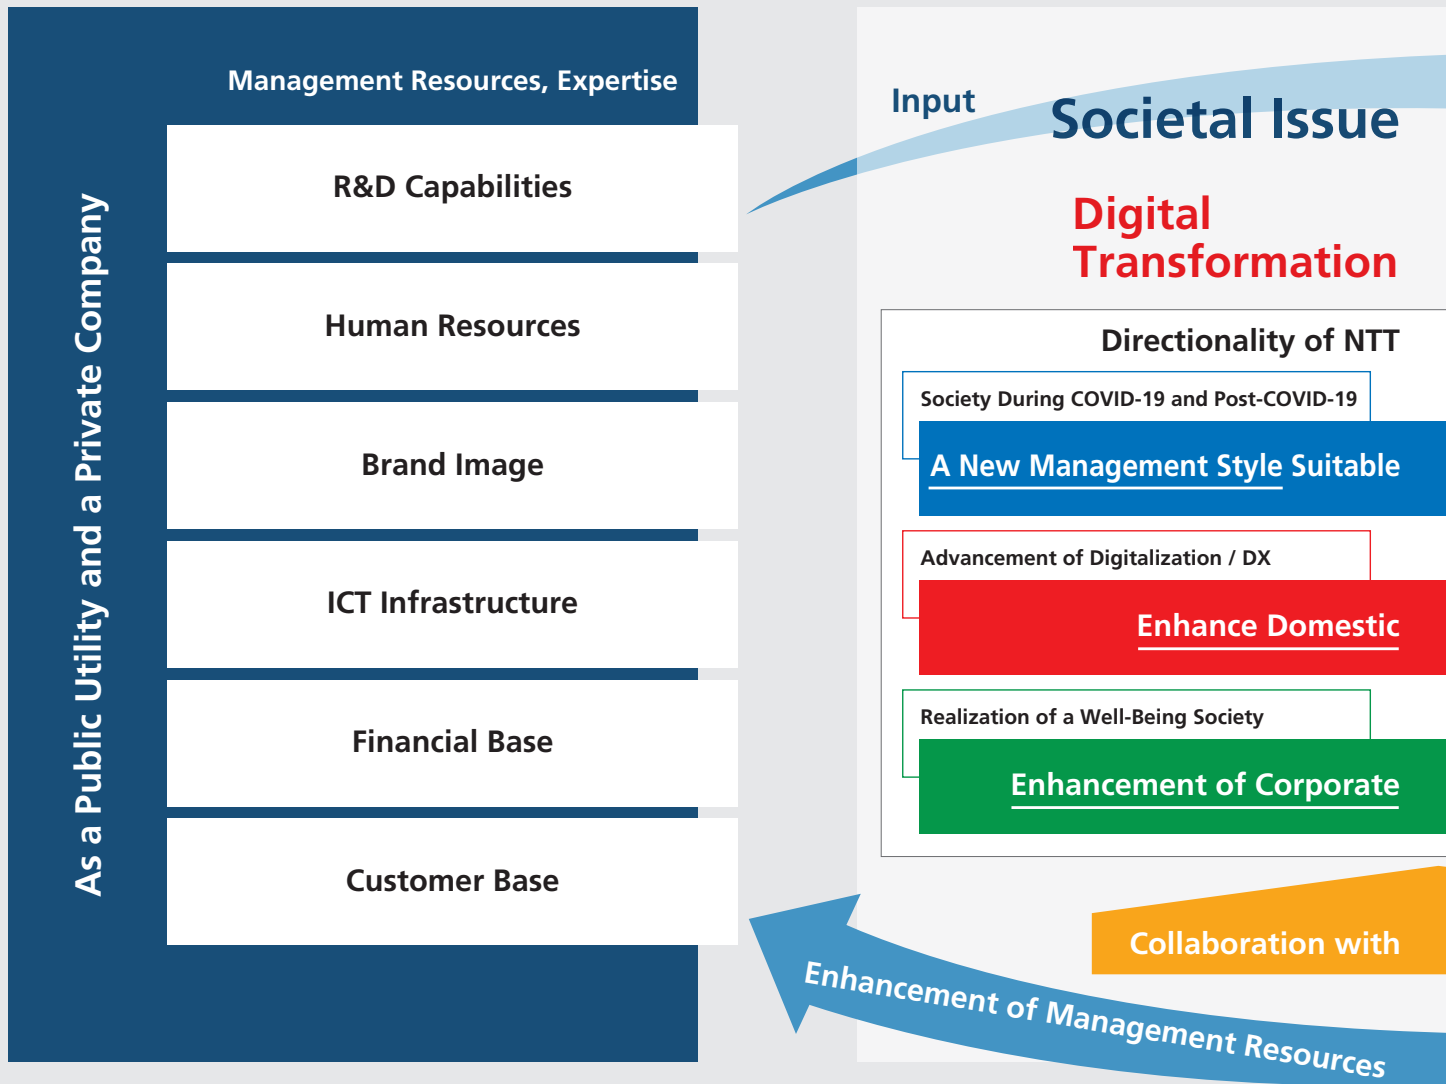 As a Public Utility and a Private Company
Management Resources, Expertise
R&D Capabilities
Human Resources
Brand Image
ICT Infrastructure
Financial Base
Customer Base
Input
Societal Issue
Digital
Transformation
Directionality of NTT
Society During COVID-19 and Post-COVID-19
A New Management Style Suitable
Advancement of Digitalization / DX
Enhance Domestic
Realization of a Well-Being Society
Enhancement of Corporate
Collaboration with
Enhancement of Management Resources